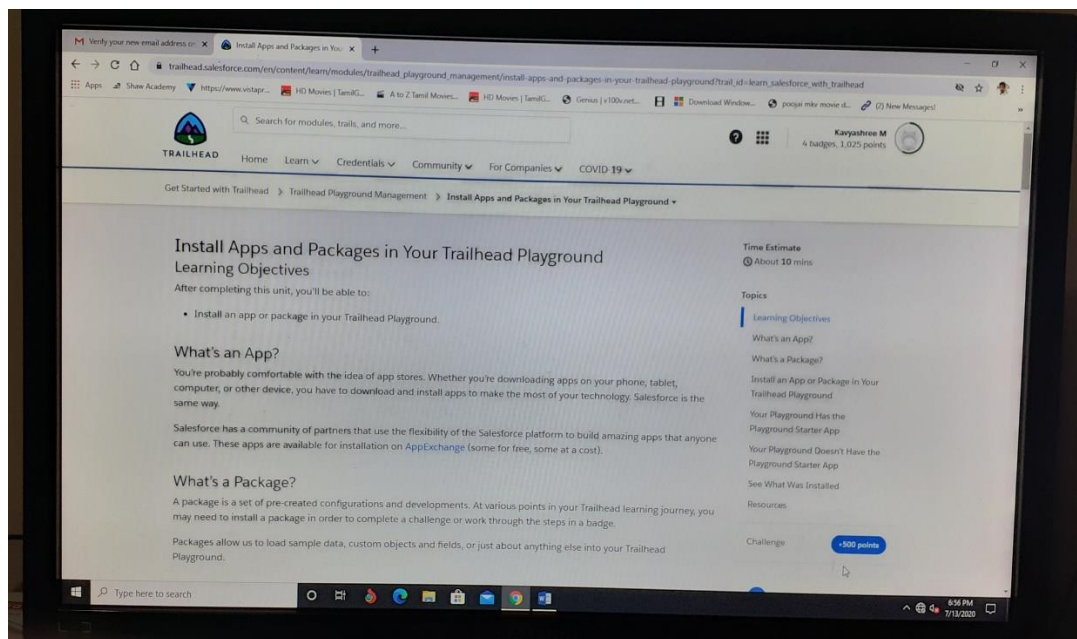 Verify your new email address or
Install Apps and Packages in You
trailhead.salesforce.com/en/content/learn/modules/trailhead_playground_management/install-apps-and-packages-in-your-trailhead-playground?trail_id=learn_salesforce_with_trailhead
Apps Shaw Academy https://www.vistapr... HD Movies | TamilG... A to Z Tamil Movies... HD Movies | TamilG... Genius | v100v.net... Download Window... poojai mkv movie d... (2) New Messages!
Search for modules, trails, and more...
Kavyashree M
4 badges, 1,025 points
TRAILHEAD
Home Learn Credentials Community For Companies COVID-19
Get Started with Trailhead > Trailhead Playground Management > Install Apps and Packages in Your Trailhead Playground
Install Apps and Packages in Your Trailhead Playground
Learning Objectives
After completing this unit, you'll be able to:
• Install an app or package in your Trailhead Playground.
What's an App?
You're probably comfortable with the idea of app stores. Whether you're downloading apps on your phone, tablet,
computer, or other device, you have to download and install apps to make the most of your technology. Salesforce is the
same way.
Salesforce has a community of partners that use the flexibility of the Salesforce platform to build amazing apps that anyone
can use. These apps are available for installation on AppExchange (some for free, some at a cost).
What's a Package?
A package is a set of pre-created configurations and developments. At various points in your Trailhead learning journey, you
may need to install a package in order to complete a challenge or work through the steps in a badge.
Packages allow us to load sample data, custom objects and fields, or just about anything else into your Trailhead
Playground.
Time Estimate
About 10 mins
Topics
Learning Objectives
What's an App?
What's a Package?
Install an App or Package in Your
Trailhead Playground
Your Playground Has the
Playground Starter App
Your Playground Doesn't Have the
Playground Starter App
See What Was Installed
Resources
Challenge
+500 points
Type here to search
6:56 PM
7/13/2020